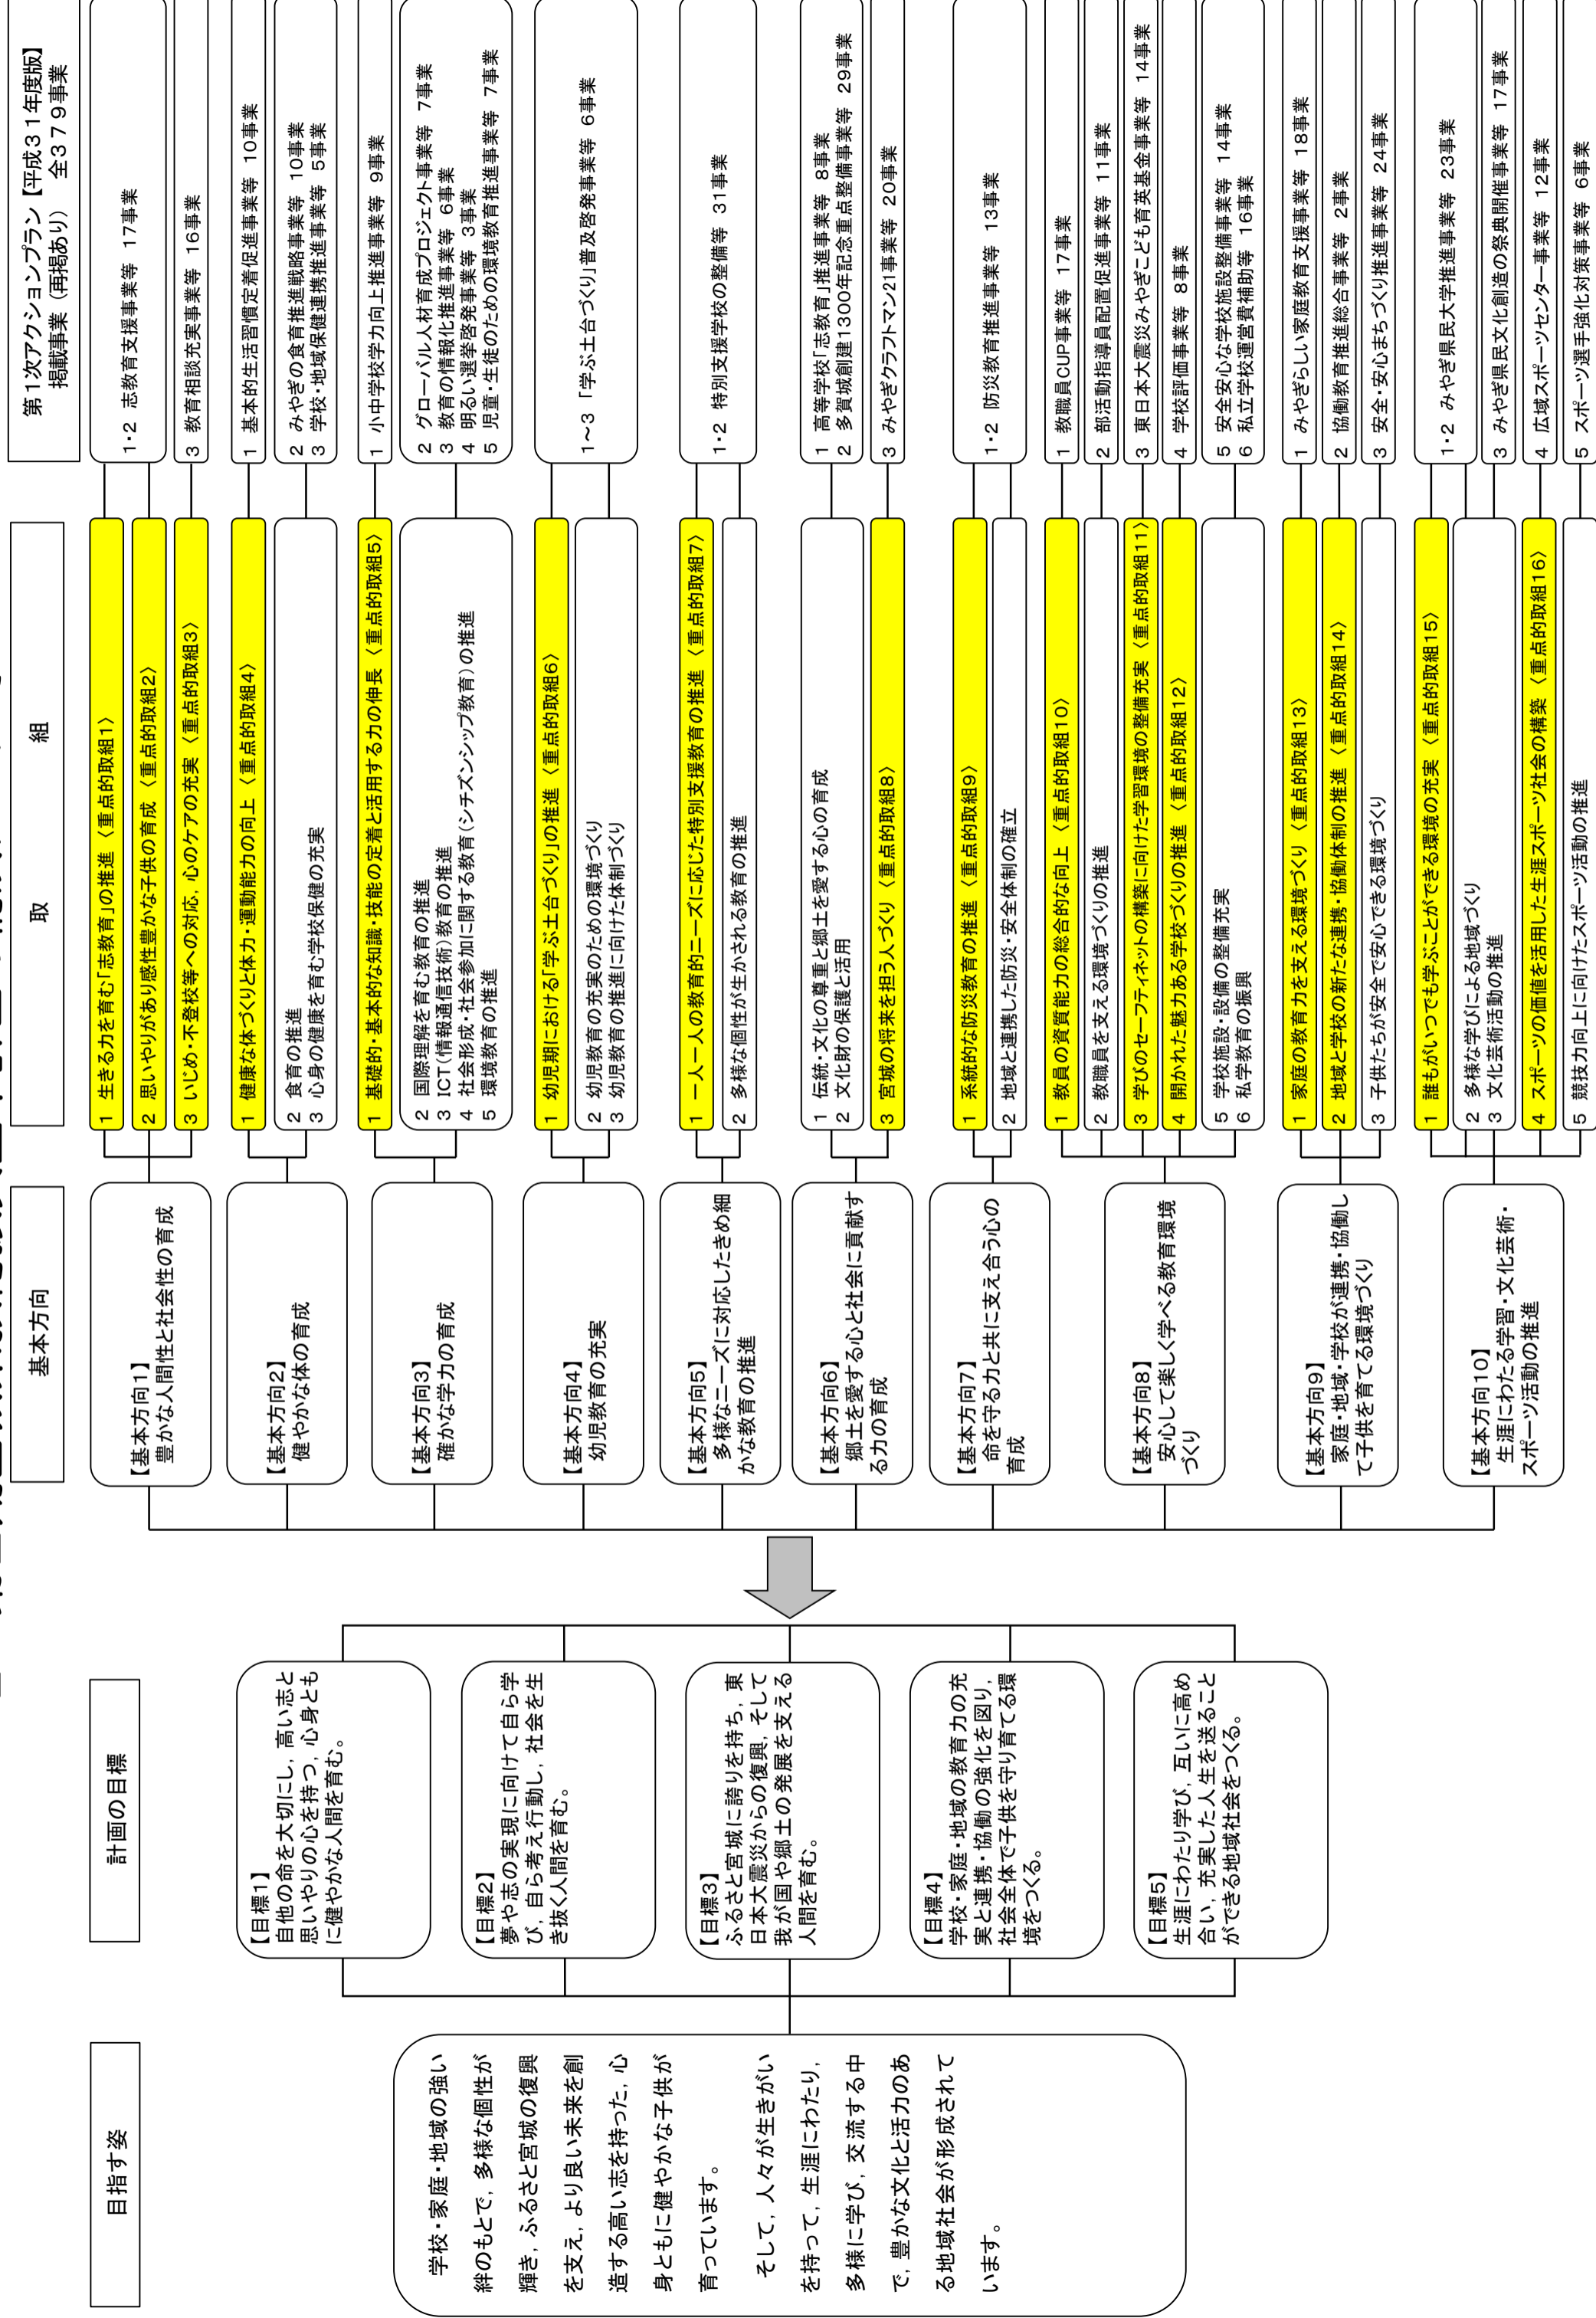 目指す姿
学校・家庭・地域の強い
絆のもとで，多様な個性が
輝き，ふるさと宮城の復興
を支え，より良い未来を創
造する高い志を持った，心
身ともに健やかな子供が
育っています。
そして，人々が生きがい
を持って，生涯にわたり，
多様に学び，交流する中
で，豊かな文化と活力のあ
る地域社会が形成されて
います。
計画の目標
【目標1】
自他の命を大切にし，高い志と
思いやりの心を持つ，心身とも
に健やかな人間を育む。
【目標2】
夢や志の実現に向けて自ら学
び，自ら考え行動し，社会を生
き抜く人間を育む。
【目標3】
ふるさと宮城に誇りを持ち，東
日本大震災からの復興，そして
我が国や郷土の発展を支える
人間を育む。
【目標4】
学校・家庭・地域の教育力の充
実と連携・協働の強化を図り，
社会全体で子供を守り育てる環
境をつくる。
【目標5】
生涯にわたり学び，互いに高め
合い，充実した人生を送ること
ができる地域社会をつくる。
基本方向
【基本方向1】
豊かな人間性と社会性の育成
【基本方向2】
健やかな体の育成
【基本方向3】
確かな学力の育成
【基本方向4】
幼児教育の充実
【基本方向5】
多様なニーズに対応したきめ細
かな教育の推進
【基本方向6】
郷土を愛する心と社会に貢献す
る力の育成
【基本方向7】
命を守る力と共に支え合う心の
育成
【基本方向8】
安心して楽しく学べる教育環境
づくり
【基本方向9】
家庭・地域・学校が連携・協働し
て子供を育てる環境づくり
【基本方向10】
生涯にわたる学習・文化芸術・
スポーツ活動の推進
取 組
1 生きる力を育む「志教育」の推進 〈重点的取組1〉
2 思いやりがあり感性豊かな子供の育成 〈重点的取組2〉
3 いじめ・不登校等への対応，心のケアの充実 〈重点的取組3〉
1 健康な体づくりと体力・運動能力の向上 〈重点的取組4〉
2 食育の推進
3 心身の健康を育む学校保健の充実
1 基礎的・基本的な知識・技能の定着と活用する力の伸長 〈重点的取組5〉
2 国際理解を育む教育の推進
3 ICT（情報通信技術）教育の推進
4 社会形成・社会参加に関する教育（シチズンシップ教育）の推進
5 環境教育の推進
1 幼児期における「学ぶ土台づくり」の推進 〈重点的取組6〉
2 幼児教育の充実のための環境づくり
3 幼児教育の推進に向けた体制づくり
1 一人一人の教育的ニーズに応じた特別支援教育の推進 〈重点的取組7〉
2 多様な個性が生かされる教育の推進
1 伝統・文化の尊重と郷土を愛する心の育成
2 文化財の保護と活用
3 宮城の将来を担う人づくり 〈重点的取組8〉
1 系統的な防災教育の推進 〈重点的取組9〉
2 地域と連携した防災・安全体制の確立
1 教員の資質能力の総合的な向上 〈重点的取組10〉
2 教職員を支える環境づくりの推進
3 学びのセーフティネットの構築に向けた学習環境の整備充実 〈重点的取組11〉
4 開かれた魅力ある学校づくりの推進 〈重点的取組12〉
5 学校施設・設備の整備充実
6 私学教育の振興
1 家庭の教育力を支える環境づくり 〈重点的取組13〉
2 地域と学校の新たな連携・協働体制の推進 〈重点的取組14〉
3 子供たちが安全で安心できる環境づくり
1 誰もがいつでも学ぶことができる環境の充実 〈重点的取組15〉
2 多様な学びによる地域づくり
3 文化芸術活動の推進
4 スポーツの価値を活用した生涯スポーツ社会の構築 〈重点的取組16〉
5 競技力向上に向けたスポーツ活動の推進
第1次アクションプラン【平成31年度版】
掲載事業（再掲あり） 全379事業
1・2 志教育支援事業等 17事業
3 教育相談充実事業等 16事業
1 基本的生活習慣定着促進事業等 10事業
2 みやぎの食育推進戦略事業等 10事業
3 学校・地域保健連携推進事業等 5事業
1 小中学校学力向上推進事業等 9事業
2 グローバル人材育成プロジェクト事業等 7事業
3 教育の情報化推進事業等 6事業
4 明るい選挙啓発事業等 3事業
5 児童・生徒のための環境教育推進事業等 7事業
1～3 「学ぶ土台づくり」普及啓発事業等 6事業
1・2 特別支援学校の整備等 31事業
1 高等学校「志教育」推進事業等 8事業
2 多賀城創建1300年記念重点整備事業等 29事業
3 みやぎクラフトマン21事業等 20事業
1・2 防災教育推進事業等 13事業
1 教職員CUP事業等 17事業
2 部活動指導員配置促進事業等 11事業
3 東日本大震災みやぎこども育英基金事業等 14事業
4 学校評価事業等 8事業
5 安全安心な学校施設整備事業等 14事業
6 私立学校運営費補助等 16事業
1 みやぎらしい家庭教育支援事業等 18事業
2 協働教育推進総合事業等 2事業
3 安全・安心まちづくり推進事業等 24事業
1・2 みやぎ県民大学推進事業等 23事業
3 みやぎ県民文化創造の祭典開催事業等 17事業
4 広域スポーツセンター事業等 12事業
5 スポーツ選手強化対策事業等 6事業